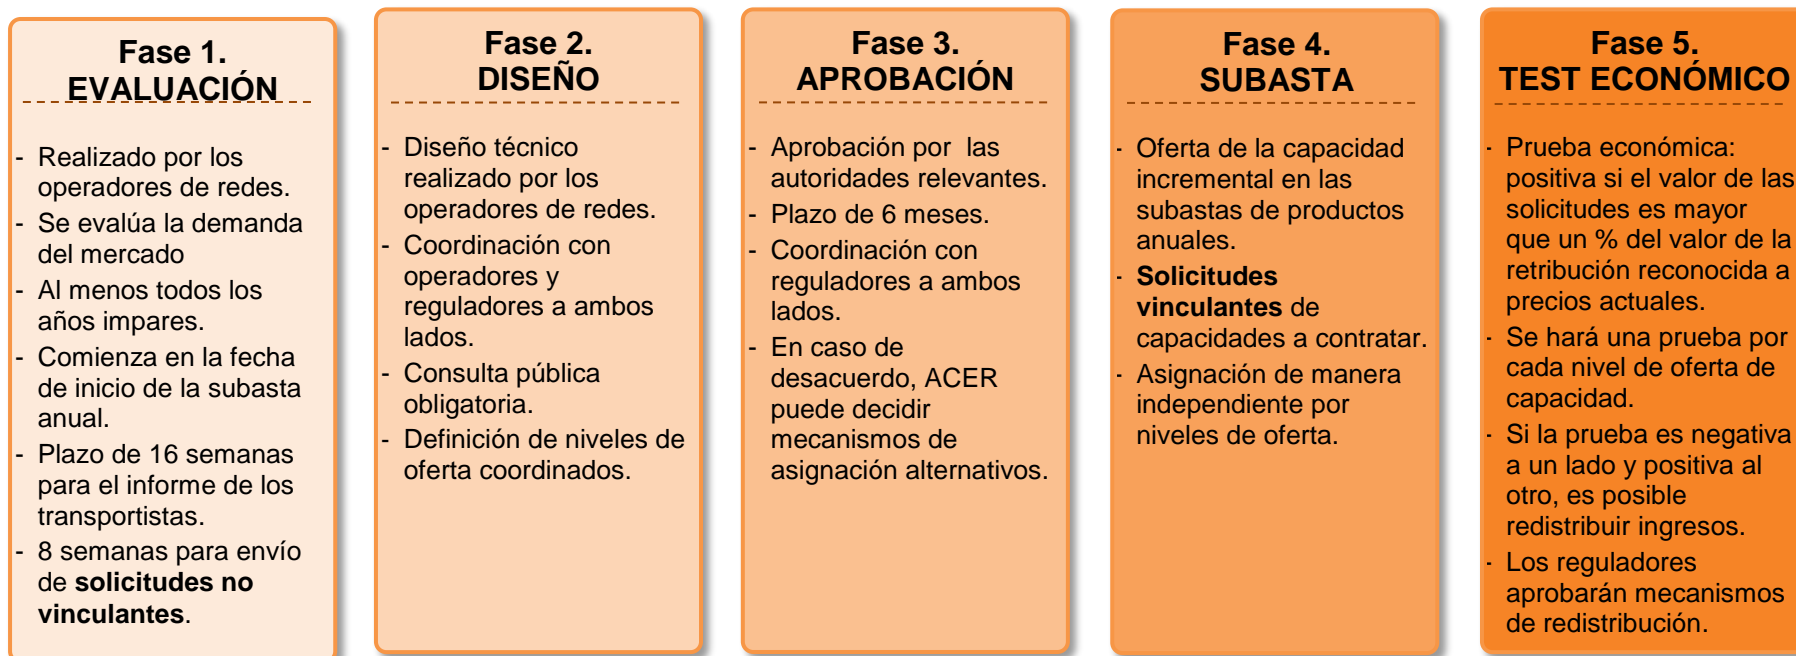 Fase 1.
EVALUACIÓN
- Realizado por los
operadores de redes.
- Se evalúa la demanda
del mercado
- Al menos todos los
años impares.
- Comienza en la fecha
de inicio de la subasta
anual.
- Plazo de 16 semanas
para el informe de los
transportistas.
- 8 semanas para envío
de solicitudes no
vinculantes.
Fase 2.
DISEÑO
- Diseño técnico
realizado por los
operadores de redes.
- Coordinación con
operadores y
reguladores a ambos
lados.
- Consulta pública
obligatoria.
- Definición de niveles de
oferta coordinados.
Fase 3.
APROBACIÓN
- Aprobación por las
autoridades relevantes.
- Plazo de 6 meses.
- Coordinación con
reguladores a ambos
lados.
- En caso de
desacuerdo, ACER
puede decidir
mecanismos de
asignación alternativos.
Fase 4.
SUBASTA
- Oferta de la capacidad
incremental en las
subastas de productos
anuales.
- Solicitudes
vinculantes de
capacidades a contratar.
- Asignación de manera
independiente por
niveles de oferta.
Fase 5.
TEST ECONÓMICO
- Prueba económica:
positiva si el valor de las
solicitudes es mayor
que un % del valor de la
retribución reconocida a
precios actuales.
- Se hará una prueba por
cada nivel de oferta de
capacidad.
- Si la prueba es negativa
a un lado y positiva al
otro, es posible
redistribuir ingresos.
- Los reguladores
aprobarán mecanismos
de redistribución.